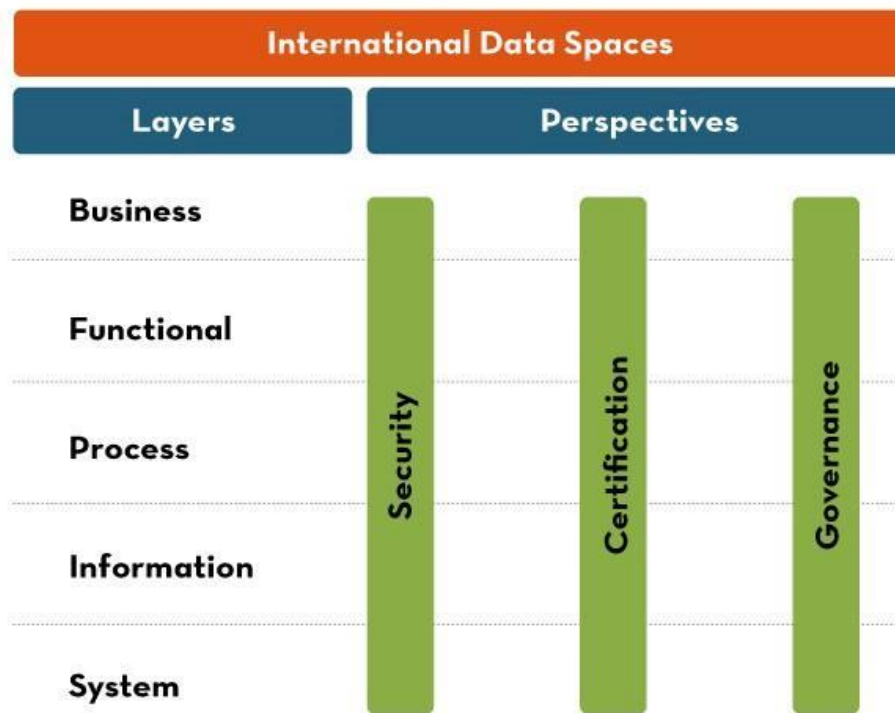 International Data Spaces
Layers
Perspectives
Business
Functional
Process
Information
System
Security
Certification
Governance